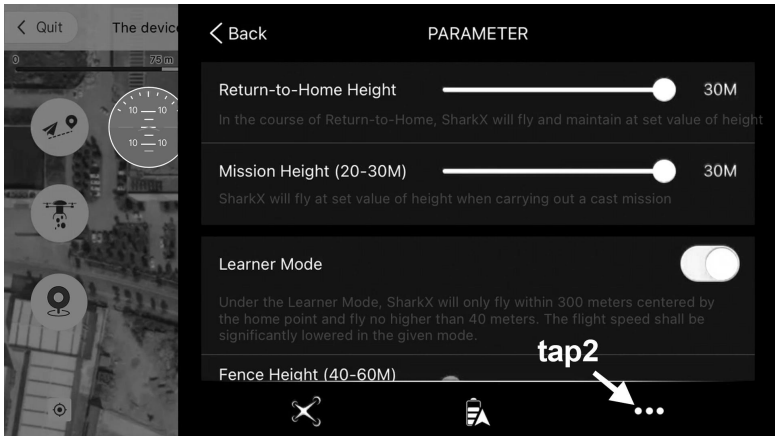 Quit
The device
0
75 m
10 10
10 10
Back
PARAMETER
Return-to-Home Height
30M
In the course of Return-to-Home, SharkX will fly and maintain at set value of height
Mission Height (20-30M)
30M
SharkX will fly at set value of height when carrying out a cast mission
Learner Mode
Under the Learner Mode, SharkX will only fly within 300 meters centered by
the home point and fly no higher than 40 meters. The flight speed shall be
significantly lowered in the given mode.
Fence Height (40-60M)
tap2